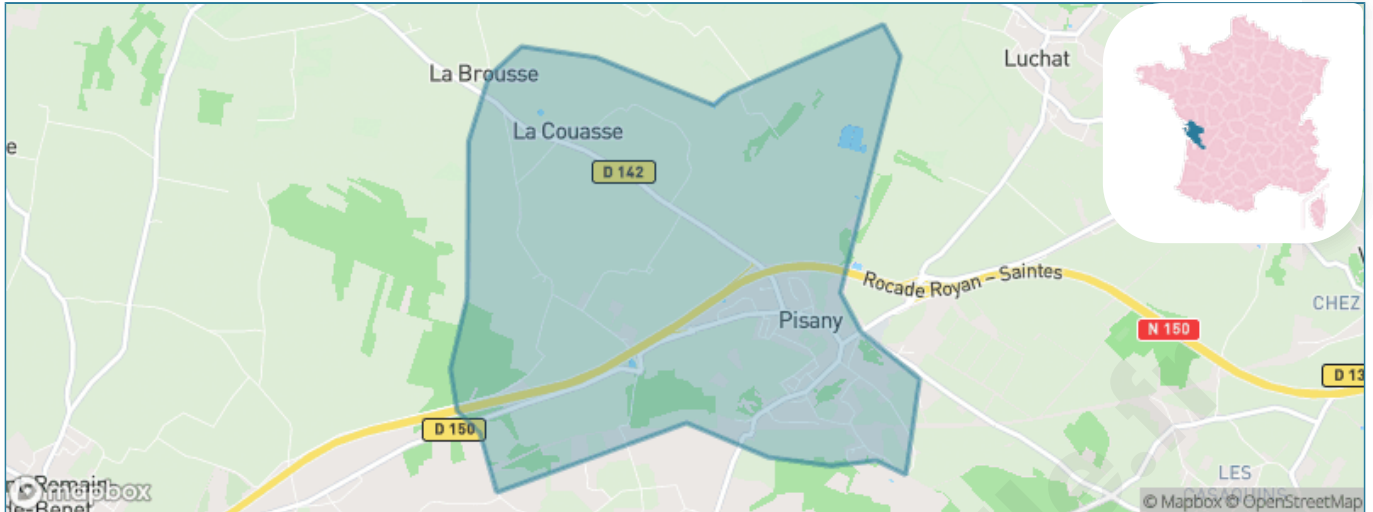 Luchat
La Brousse
La Couasse
e
D 142
Rocade Royan – Saintes
CHEZ
Pisany
N 150
D 13
D 150
LES
mapbox
© Mapbox © OpenStreetMap